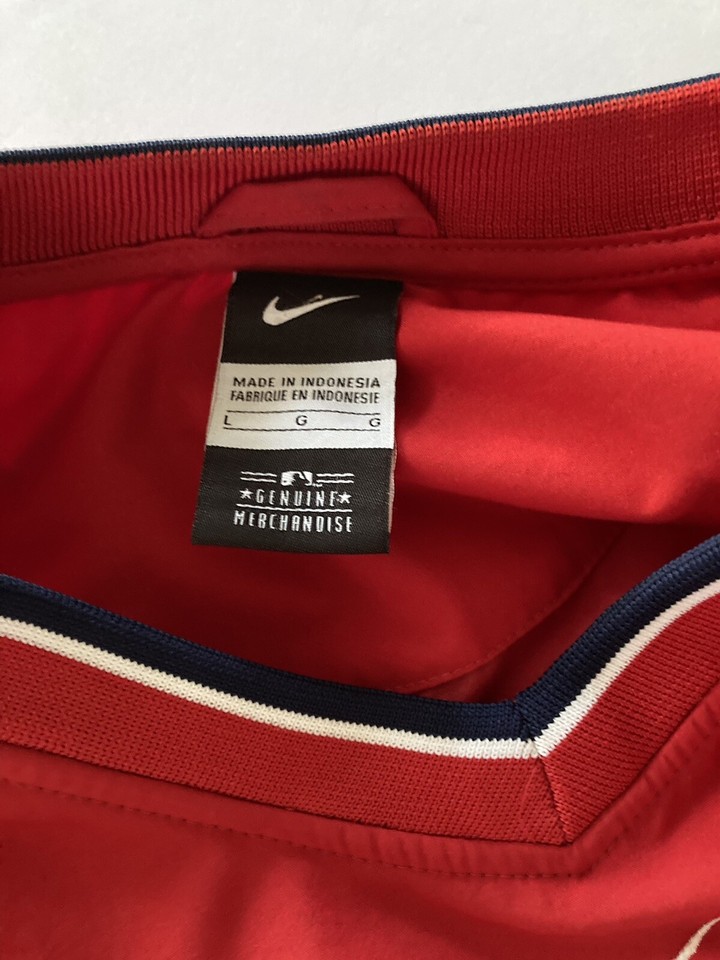 MADE IN INDONESIA
FABRIQUE EN INDONESIE
L G G
★GENUINE★
MERCHANDISE